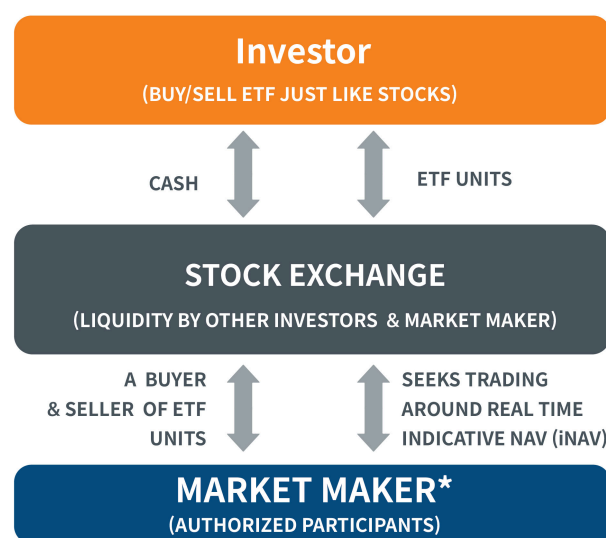 Investor
(BUY/SELL ETF JUST LIKE STOCKS)
CASH
ETF UNITS
STOCK EXCHANGE
(LIQUIDITY BY OTHER INVESTORS & MARKET MAKER)
A BUYER
& SELLER OF ETF
UNITS
SEEKS TRADING
AROUND REAL TIME
INDICATIVE NAV (iNAV)
MARKET MAKER*
(AUTHORIZED PARTICIPANTS)